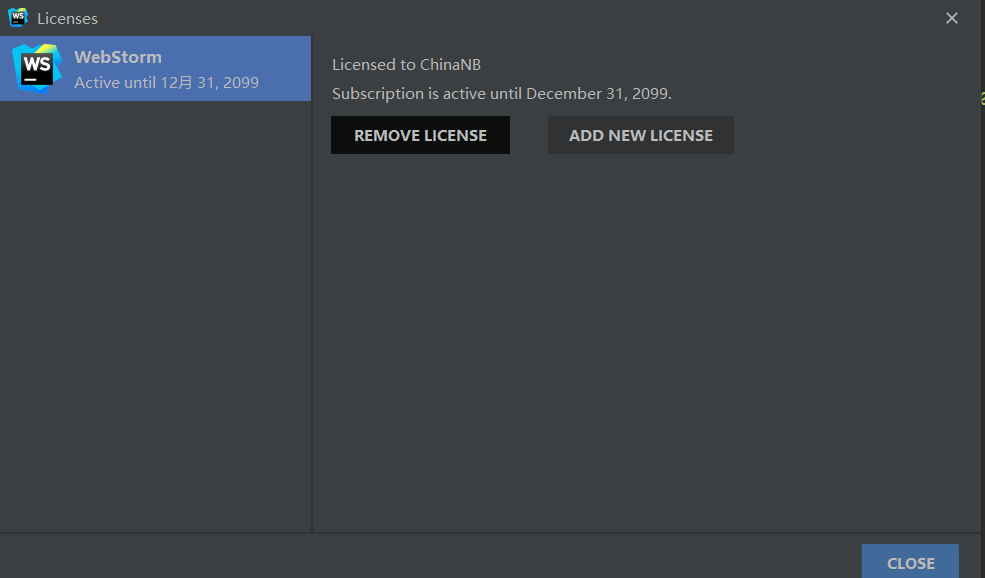 WS Licenses
WS WebStorm
Active until 12月 31, 2099
Licensed to ChinaNB
Subscription is active until December 31, 2099.
REMOVE LICENSE ADD NEW LICENSE
CLOSE